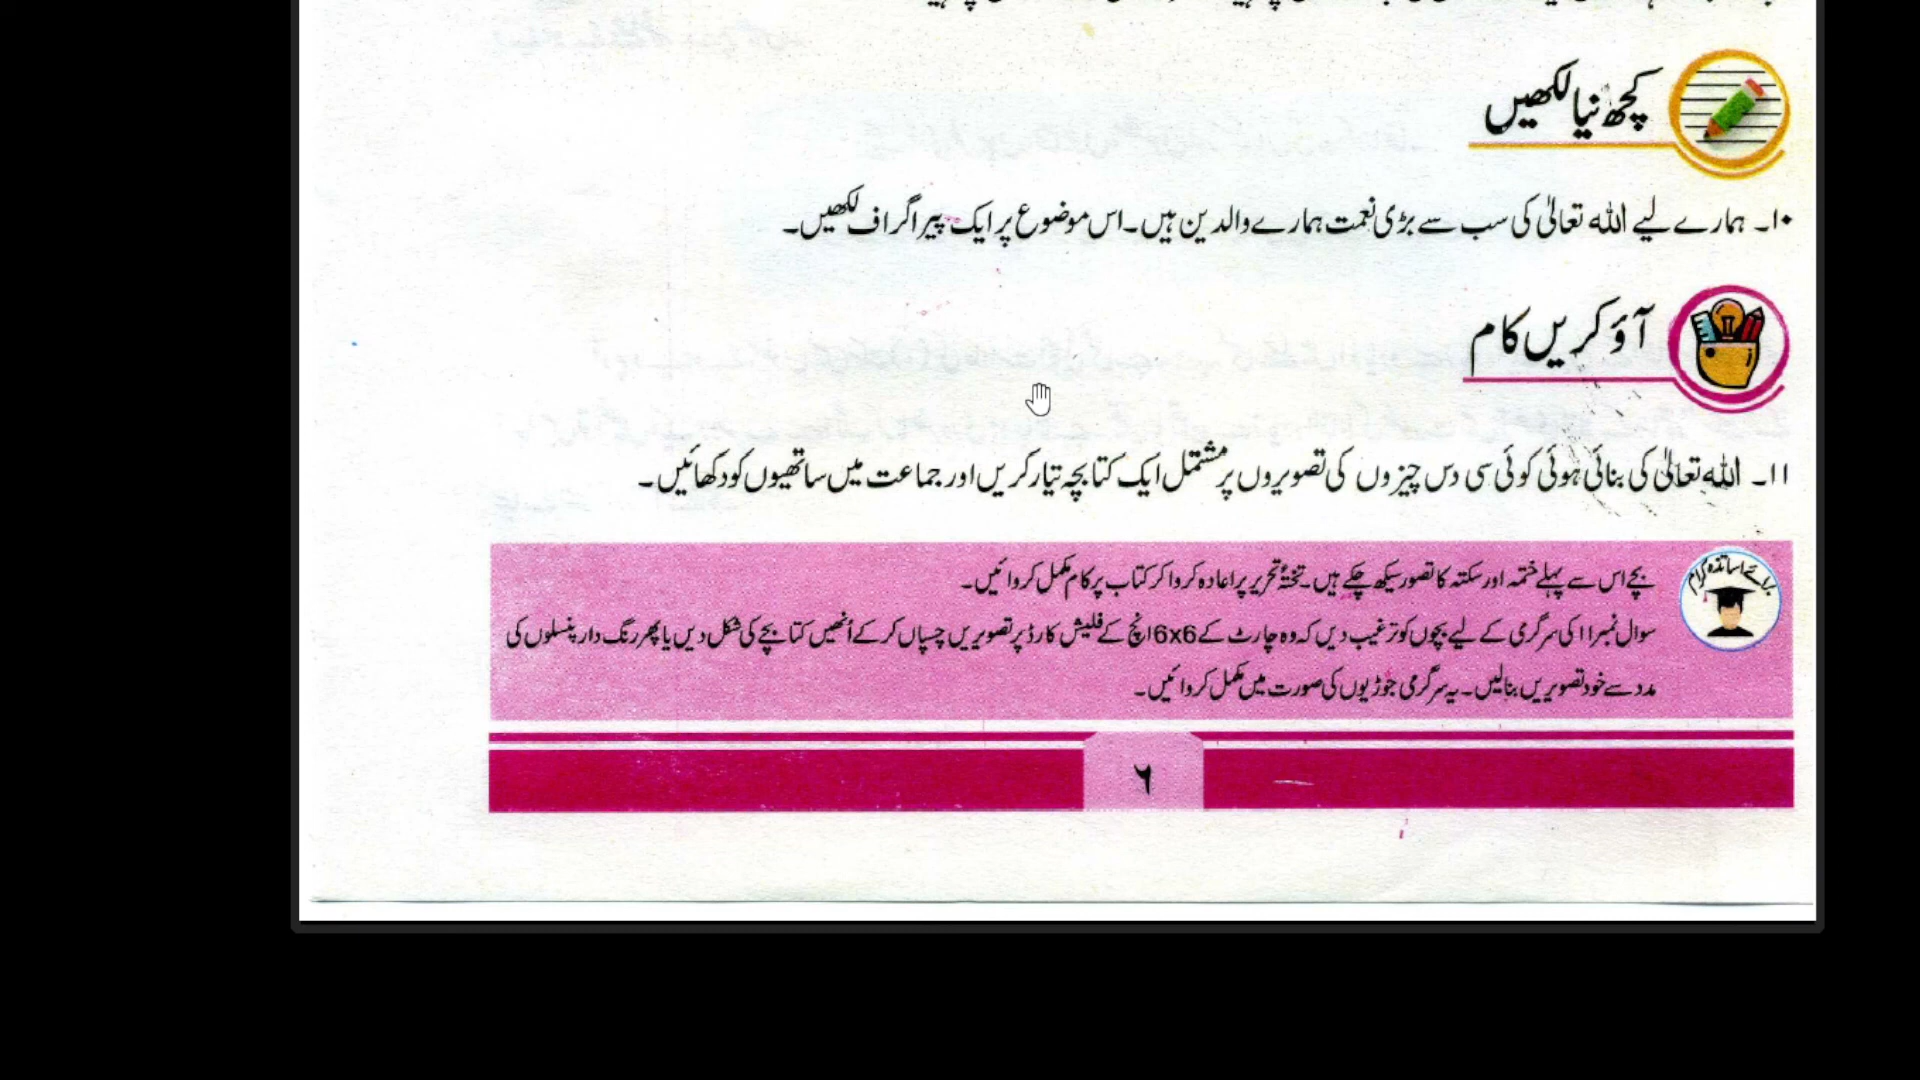 کچھ نیا لکھیں
۱۰۔ ہمارے لیے اللہ تعالیٰ کی سب سے بڑی نعمت ہمارے والدین ہیں۔ اس موضوع پر ایک پیراگراف لکھیں۔
آؤ کریں کام
۱۱۔ اللہ تعالیٰ کی بنائی ہوئی کوئی سی دس چیزوں کی تصویروں پر مشتمل ایک کتابچہ تیار کریں اور جماعت میں ساتھیوں کو دکھائیں۔
برائے اساتذہ کرام
بچے اس سے پہلے ختمہ اور سکتہ کا تصور سیکھ چکے ہیں۔ تختۂ تحریر پر اعادہ کروا کر کتاب پر کام مکمل کروائیں۔
سوال نمبر ۱۱ کی سرگرمی کے لیے بچوں کو ترغیب دیں کہ وہ چارٹ کے 6x6 انچ کے فلیش کارڈ پر تصویریں چسپاں کر کے اُنھیں کتابچے کی شکل دیں یا پھر رنگ دار پنسلوں کی
مدد سے خود تصویریں بنا لیں۔ یہ سرگرمی جوڑیوں کی صورت میں مکمل کروائیں۔
۶